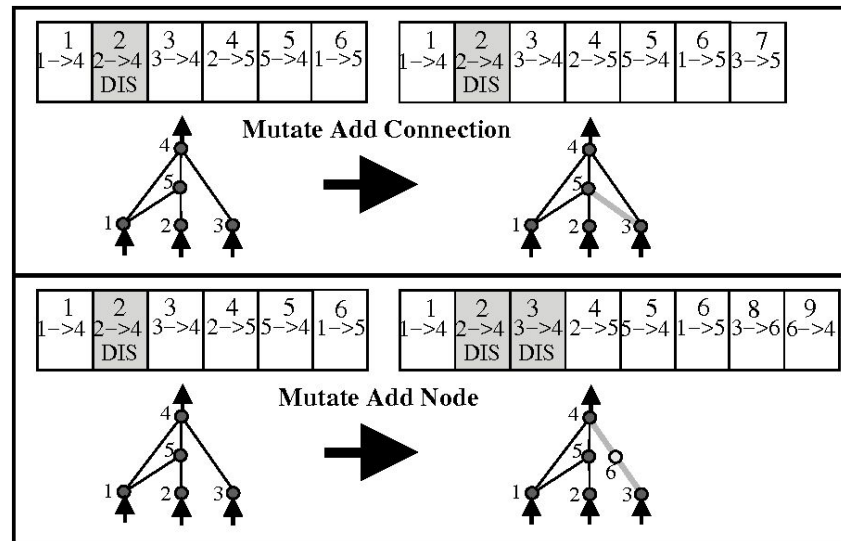 1 2 3 4 5 6 1 2 3 4 5 6 7
1->4 2->4 3->4 2->5 5->4 1->5 1->4 2->4 3->4 2->5 5->4 1->5 3->5
DIS DIS
Mutate Add Connection
4 4
5 5
1 2 3 1 2 3
1 2 3 4 5 6 1 2 3 4 5 6 8 9
1->4 2->4 3->4 2->5 5->4 1->5 1->4 2->4 3->4 2->5 5->4 1->5 3->6 6->4
DIS DIS DIS
Mutate Add Node
4 4
5 5 6
1 2 3 1 2 3